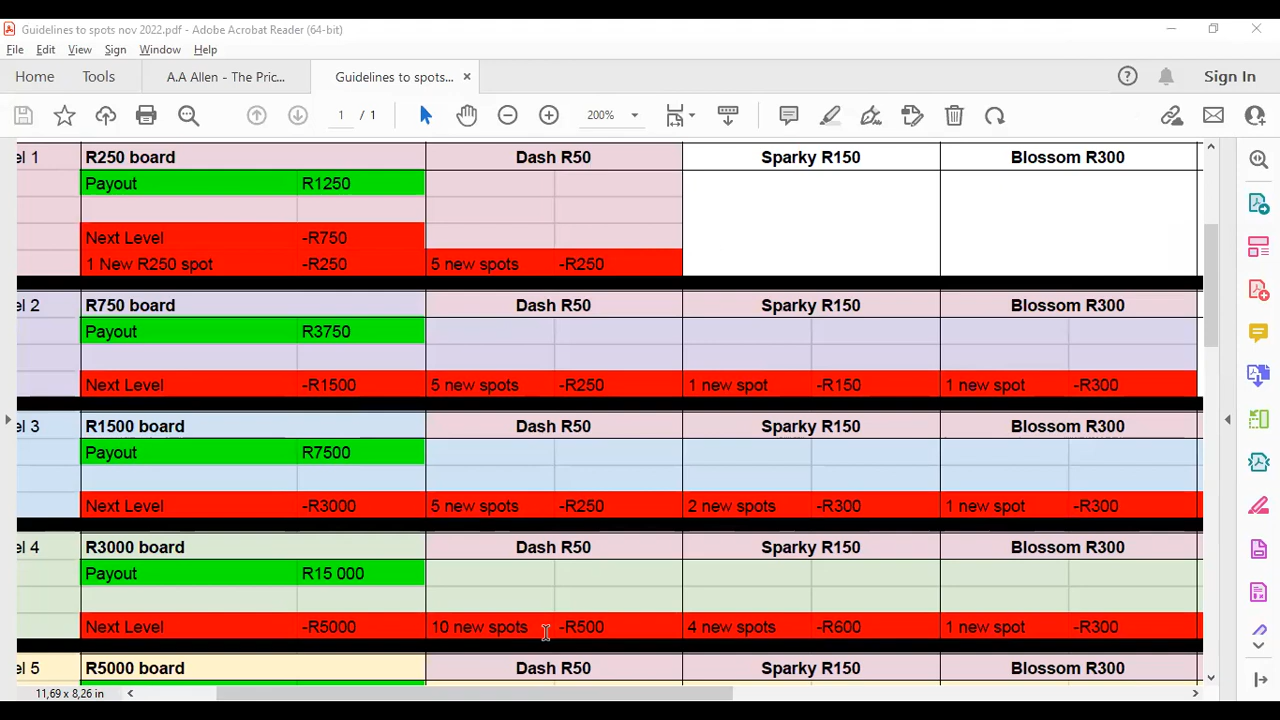 Guidelines to spots nov 2022.pdf - Adobe Acrobat Reader (64-bit)
File Edit View Sign Window Help
Home Tools A.A Allen - The Pric... Guidelines to spots... × Sign In
1 / 1 200%
el 1 R250 board Dash R50 Sparky R150 Blossom R300
Payout R1250
Next Level -R750
1 New R250 spot -R250 5 new spots -R250
el 2 R750 board Dash R50 Sparky R150 Blossom R300
Payout R3750
Next Level -R1500 5 new spots -R250 1 new spot -R150 1 new spot -R300
el 3 R1500 board Dash R50 Sparky R150 Blossom R300
Payout R7500
Next Level -R3000 5 new spots -R250 2 new spots -R300 1 new spot -R300
el 4 R3000 board Dash R50 Sparky R150 Blossom R300
Payout R15 000
Next Level -R5000 10 new spots -R500 4 new spots -R600 1 new spot -R300
el 5 R5000 board Dash R50 Sparky R150 Blossom R300
11,69 x 8,26 in